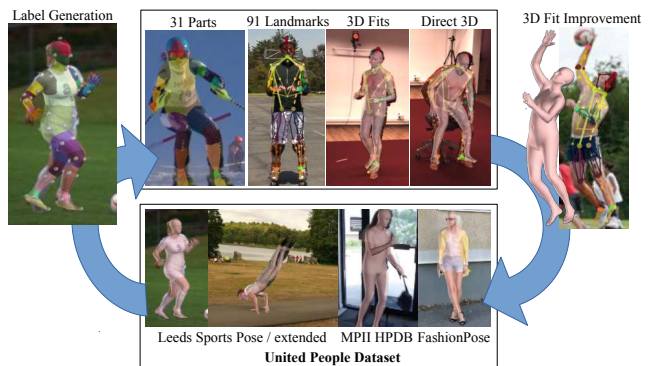 Label Generation
31 Parts
91 Landmarks
3D Fits
Direct 3D
3D Fit Improvement
Leeds Sports Pose / extended
MPII HPDB
FashionPose
United People Dataset